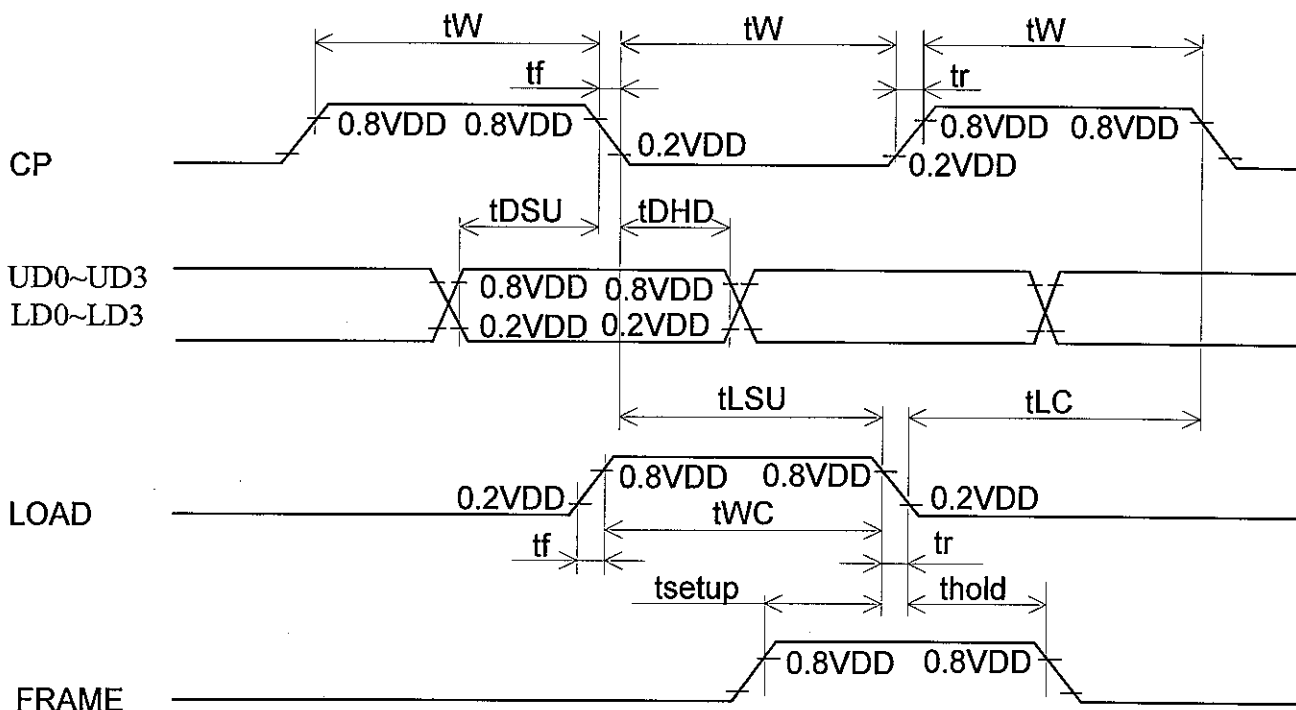 tW tW tW
tf tr
0.8VDD 0.8VDD 0.8VDD 0.8VDD
CP 0.2VDD 0.2VDD
tDSU tDHD
UD0~UD3 0.8VDD 0.8VDD
LD0~LD3 0.2VDD 0.2VDD
tLSU tLC
0.8VDD 0.8VDD
LOAD 0.2VDD tWC 0.2VDD
tf tr
tsetup thold
0.8VDD 0.8VDD
FRAME